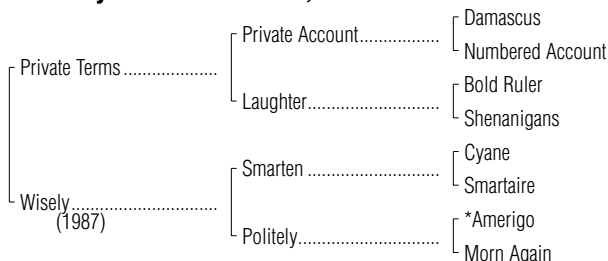 Damascus
Private Account
Numbered Account
Private Terms
Bold Ruler
Laughter
Shenanigans
Cyane
Smarten
Smartaire
Wisely
(1987)
*Amerigo
Politely
Morn Again